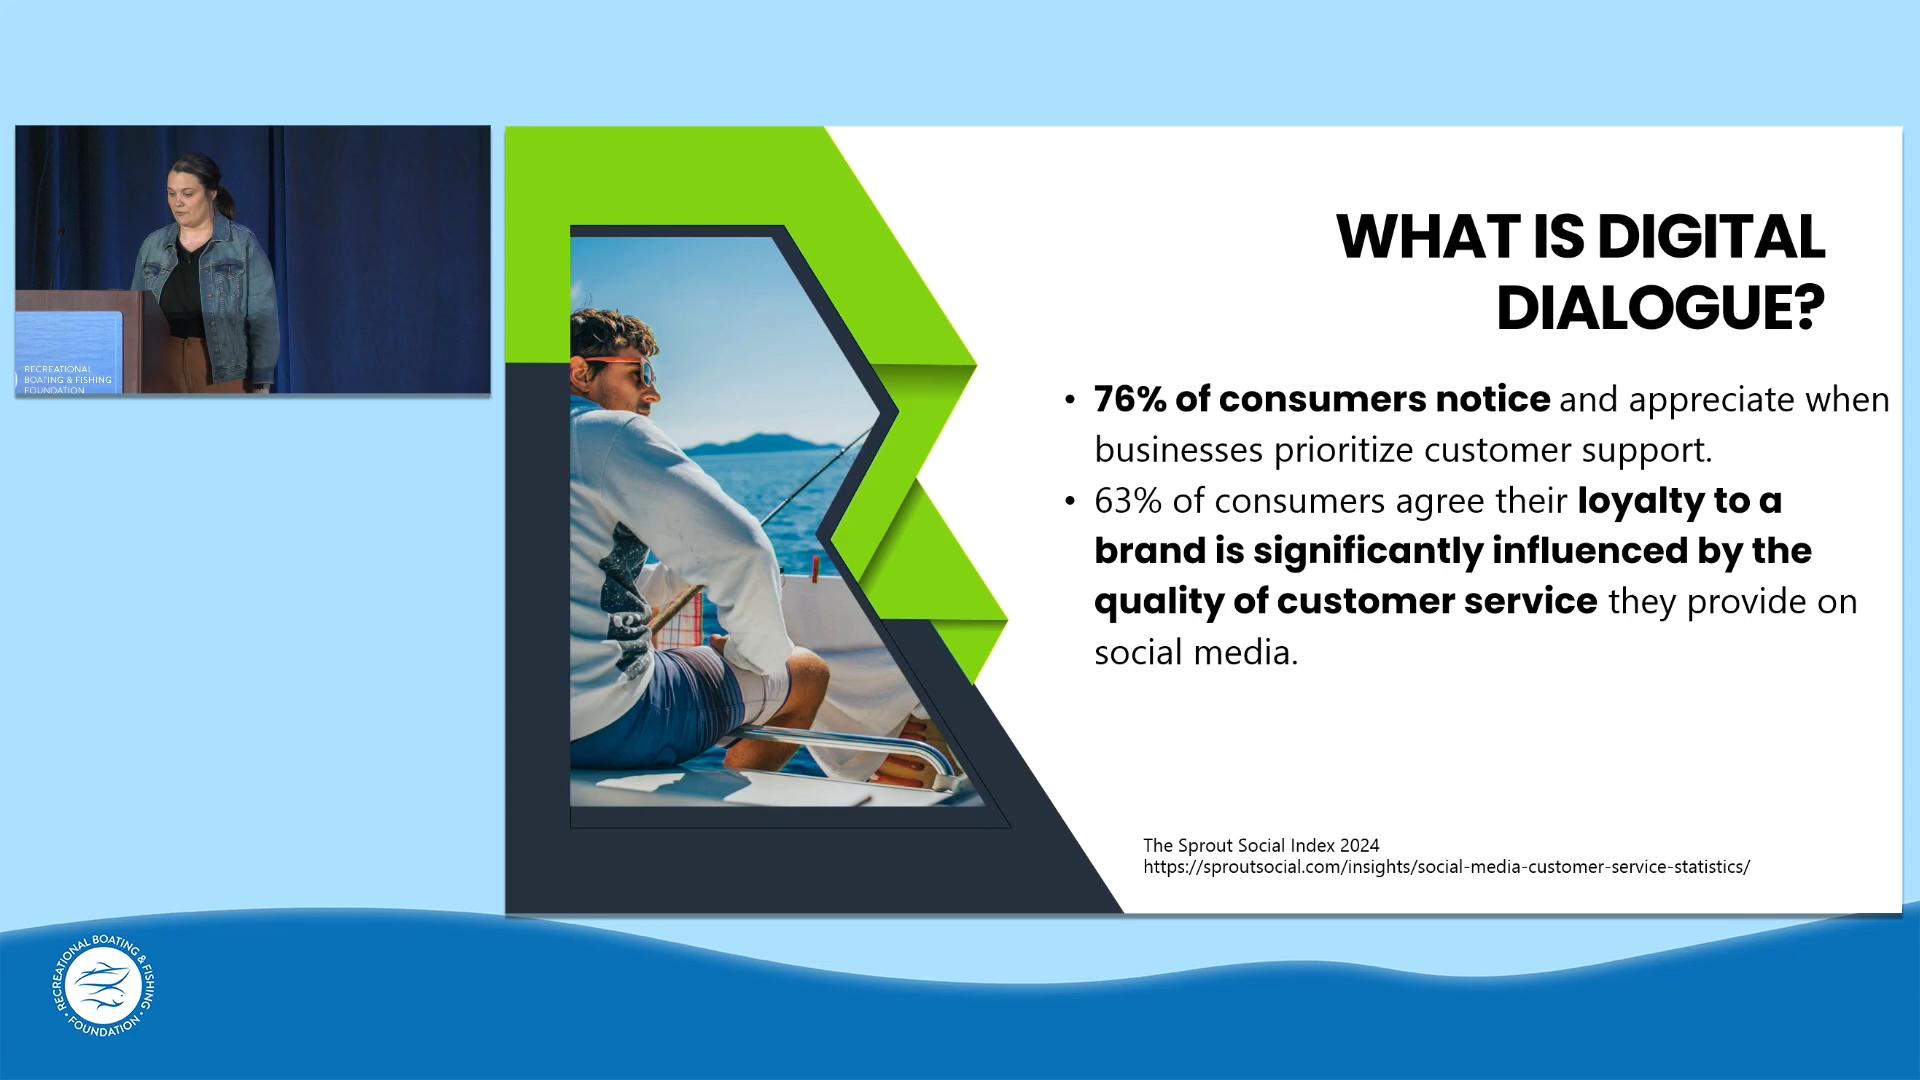 RECREATIONAL
BOATING & FISHING
FOUNDATION
WHAT IS DIGITAL
DIALOGUE?
• 76% of consumers notice and appreciate when
businesses prioritize customer support.
• 63% of consumers agree their loyalty to a
brand is significantly influenced by the
quality of customer service they provide on
social media.
The Sprout Social Index 2024
https://sproutsocial.com/insights/social-media-customer-service-statistics/
RECREATIONAL BOATING & FISHING
• FOUNDATION •